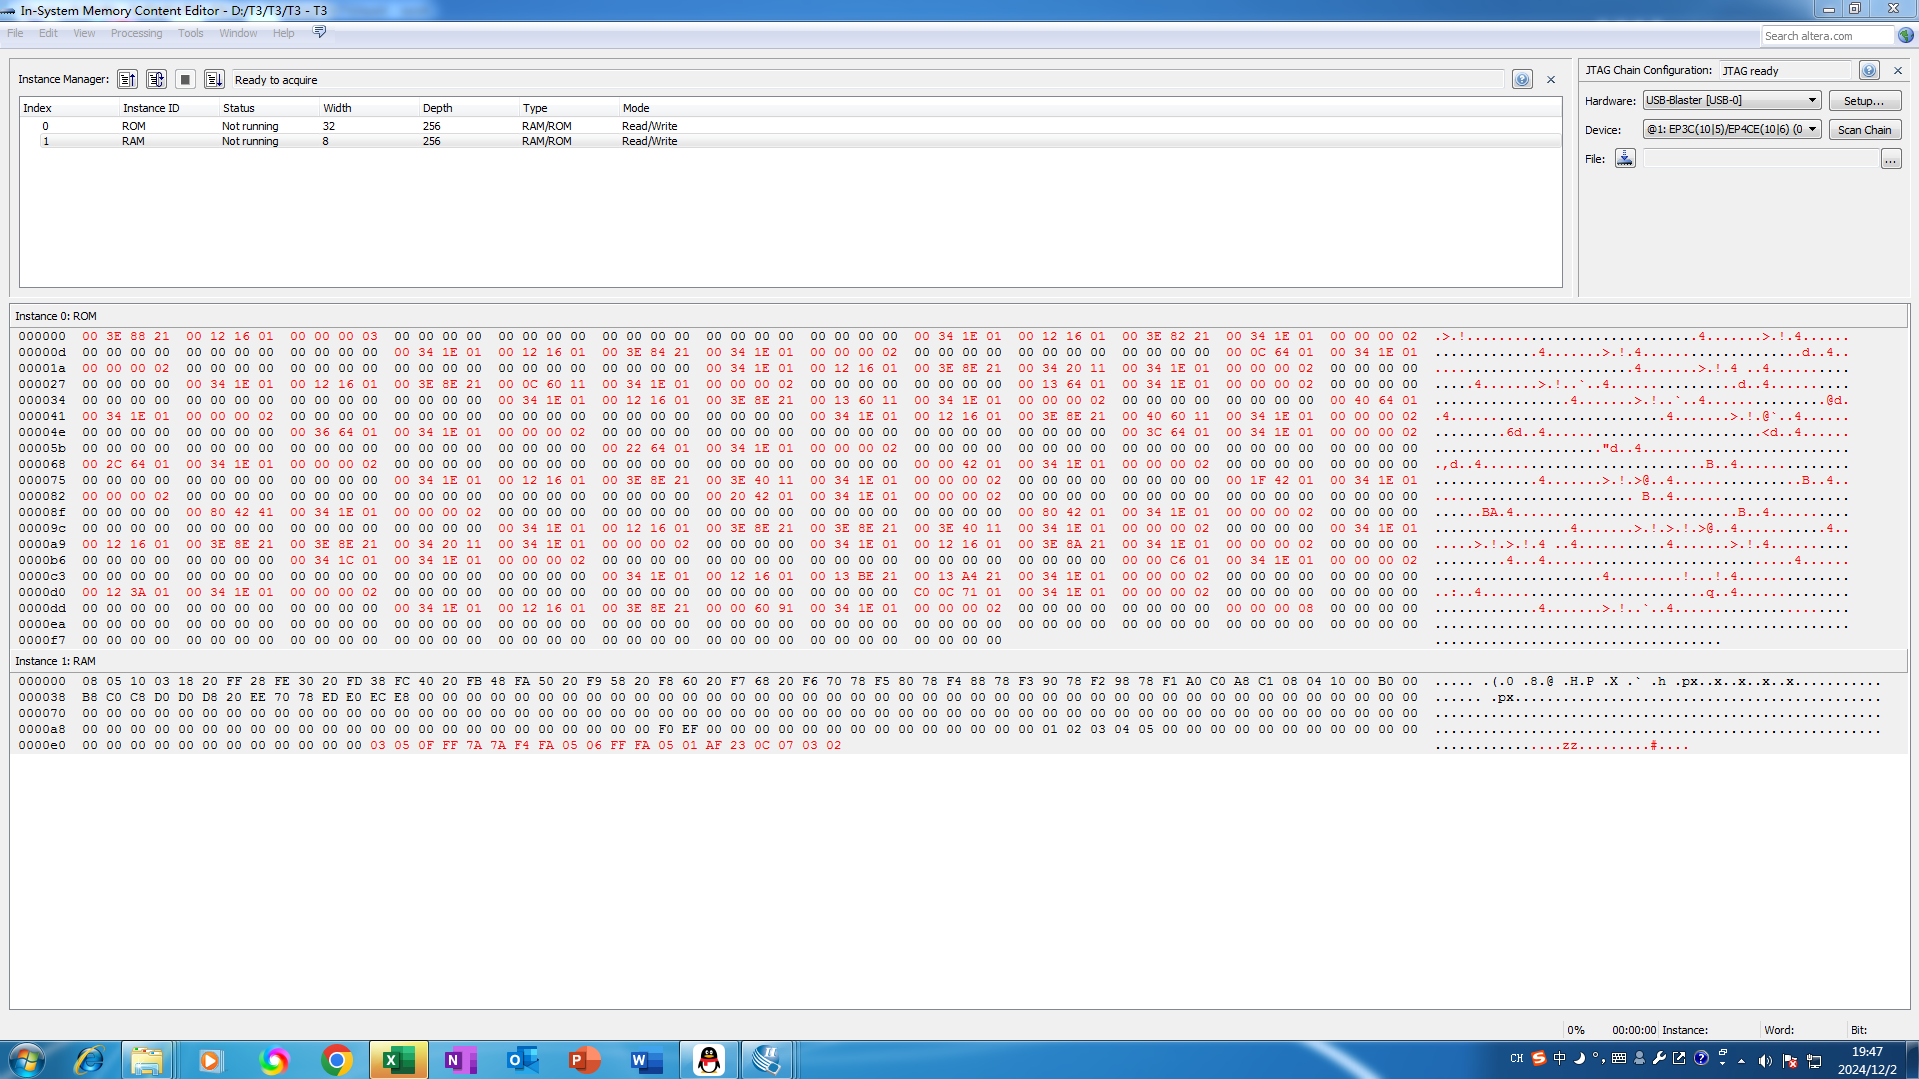 In-System Memory Content Editor - D:/T3/T3/T3 - T3
File Edit View Processing Tools Window Help
Search altera.com
Instance Manager: Ready to acquire
Index Instance ID Status Width Depth Type Mode
0 ROM Not running 32 256 RAM/ROM Read/Write
1 RAM Not running 8 256 RAM/ROM Read/Write
JTAG Chain Configuration: JTAG ready
Hardware: USB-Blaster [USB-0] Setup...
Device: @1: EP3C(10|5)/EP4CE(10|6) (0 Scan Chain
File: ...
Instance 0: ROM
000000 00 3E 88 21 00 12 16 01 00 00 00 03 00 00 00 00 00 00 00 00 00 00 00 00 00 00 00 00 00 00 00 00 00 34 1E 01 00 12 16 01 00 3E 82 21 00 34 1E 01 00 00 00 02
00000d 00 00 00 00 00 00 00 00 00 00 00 00 00 34 1E 01 00 12 16 01 00 3E 84 21 00 34 1E 01 00 00 00 02 00 00 00 00 00 00 00 00 00 00 00 00 00 0C 64 01 00 34 1E 01
00001a 00 00 00 02 00 00 00 00 00 00 00 00 00 00 00 00 00 00 00 00 00 00 00 00 00 34 1E 01 00 12 16 01 00 3E 8E 21 00 34 20 11 00 34 1E 01 00 00 00 02 00 00 00 00
000027 00 00 00 00 00 34 1E 01 00 12 16 01 00 3E 8E 21 00 0C 60 11 00 34 1E 01 00 00 00 02 00 00 00 00 00 00 00 00 00 13 64 01 00 34 1E 01 00 00 00 02 00 00 00 00
000034 00 00 00 00 00 00 00 00 00 00 00 00 00 00 00 00 00 34 1E 01 00 12 16 01 00 3E 8E 21 00 13 60 11 00 34 1E 01 00 00 00 02 00 00 00 00 00 00 00 00 00 40 64 01
000041 00 34 1E 01 00 00 00 02 00 00 00 00 00 00 00 00 00 00 00 00 00 00 00 00 00 00 00 00 00 34 1E 01 00 12 16 01 00 3E 8E 21 00 40 60 11 00 34 1E 01 00 00 00 02
00004e 00 00 00 00 00 00 00 00 00 36 64 01 00 34 1E 01 00 00 00 02 00 00 00 00 00 00 00 00 00 00 00 00 00 00 00 00 00 00 00 00 00 3C 64 01 00 34 1E 01 00 00 00 02
00005b 00 00 00 00 00 00 00 00 00 00 00 00 00 00 00 00 00 00 00 00 00 22 64 01 00 34 1E 01 00 00 00 02 00 00 00 00 00 00 00 00 00 00 00 00 00 00 00 00 00 00 00 00
000068 00 2C 64 01 00 34 1E 01 00 00 00 02 00 00 00 00 00 00 00 00 00 00 00 00 00 00 00 00 00 00 00 00 00 00 42 01 00 34 1E 01 00 00 00 02 00 00 00 00 00 00 00 00
000075 00 00 00 00 00 00 00 00 00 00 00 00 00 34 1E 01 00 12 16 01 00 3E 8E 21 00 3E 40 11 00 34 1E 01 00 00 00 02 00 00 00 00 00 00 00 00 00 1F 42 01 00 34 1E 01
000082 00 00 00 02 00 00 00 00 00 00 00 00 00 00 00 00 00 00 00 00 00 00 00 00 00 20 42 01 00 34 1E 01 00 00 00 02 00 00 00 00 00 00 00 00 00 00 00 00 00 00 00 00
00008f 00 00 00 00 00 80 42 41 00 34 1E 01 00 00 00 02 00 00 00 00 00 00 00 00 00 00 00 00 00 00 00 00 00 00 00 00 00 80 42 01 00 34 1E 01 00 00 00 02 00 00 00 00
00009c 00 00 00 00 00 00 00 00 00 00 00 00 00 00 00 00 00 34 1E 01 00 12 16 01 00 3E 8E 21 00 3E 8E 21 00 3E 40 11 00 34 1E 01 00 00 00 02 00 00 00 00 00 34 1E 01
0000a9 00 12 16 01 00 3E 8E 21 00 3E 8E 21 00 34 20 11 00 34 1E 01 00 00 00 02 00 00 00 00 00 34 1E 01 00 12 16 01 00 3E 8A 21 00 34 1E 01 00 00 00 02 00 00 00 00
0000b6 00 00 00 00 00 00 00 00 00 34 1C 01 00 34 1E 01 00 00 00 02 00 00 00 00 00 00 00 00 00 00 00 00 00 00 00 00 00 00 00 00 00 00 C6 01 00 34 1E 01 00 00 00 02
0000c3 00 00 00 00 00 00 00 00 00 00 00 00 00 00 00 00 00 00 00 00 00 34 1E 01 00 12 16 01 00 13 BE 21 00 13 A4 21 00 34 1E 01 00 00 00 02 00 00 00 00 00 00 00 00
0000d0 00 12 3A 01 00 34 1E 01 00 00 00 02 00 00 00 00 00 00 00 00 00 00 00 00 00 00 00 00 00 00 00 00 C0 0C 71 01 00 34 1E 01 00 00 00 02 00 00 00 00 00 00 00 00
0000dd 00 00 00 00 00 00 00 00 00 00 00 00 00 34 1E 01 00 12 16 01 00 3E 8E 21 00 00 60 91 00 34 1E 01 00 00 00 02 00 00 00 00 00 00 00 00 00 00 00 08 00 00 00 00
0000ea 00 00 00 00 00 00 00 00 00 00 00 00 00 00 00 00 00 00 00 00 00 00 00 00 00 00 00 00 00 00 00 00 00 00 00 00 00 00 00 00 00 00 00 00 00 00 00 00 00 00 00 00
0000f7 00 00 00 00 00 00 00 00 00 00 00 00 00 00 00 00 00 00 00 00 00 00 00 00 00 00 00 00 00 00 00 00 00 00 00 00
Instance 1: RAM
000000 08 05 10 03 18 20 FF 28 FE 30 20 FD 38 FC 40 20 FB 48 FA 50 20 F9 58 20 F8 60 20 F7 68 20 F6 70 78 F5 80 78 F4 88 78 F3 90 78 F2 98 78 F1 A0 C0 A8 C1 08 04 10 00 B0 00
000038 B8 C0 C8 D0 D0 D8 20 EE 70 78 ED E0 EC E8 00 00 00 00 00 00 00 00 00 00 00 00 00 00 00 00 00 00 00 00 00 00 00 00 00 00 00 00 00 00 00 00 00 00 00 00 00 00 00 00 00 00
000070 00 00 00 00 00 00 00 00 00 00 00 00 00 00 00 00 00 00 00 00 00 00 00 00 00 00 00 00 00 00 00 00 00 00 00 00 00 00 00 00 00 00 00 00 00 00 00 00 00 00 00 00 00 00 00 00
0000a8 00 00 00 00 00 00 00 00 00 00 00 00 00 00 00 00 00 00 00 00 00 00 00 00 F0 EF 00 00 00 00 00 00 00 00 00 00 00 00 00 00 01 02 03 04 05 00 00 00 00 00 00 00 00 00 00 00
0000e0 00 00 00 00 00 00 00 00 00 00 00 00 03 05 0F FF 7A 7A F4 FA 05 06 FF FA 05 01 AF 23 0C 07 03 02
0% 00:00:00 Instance: Word: Bit:
CH 中
19:47
2024/12/2